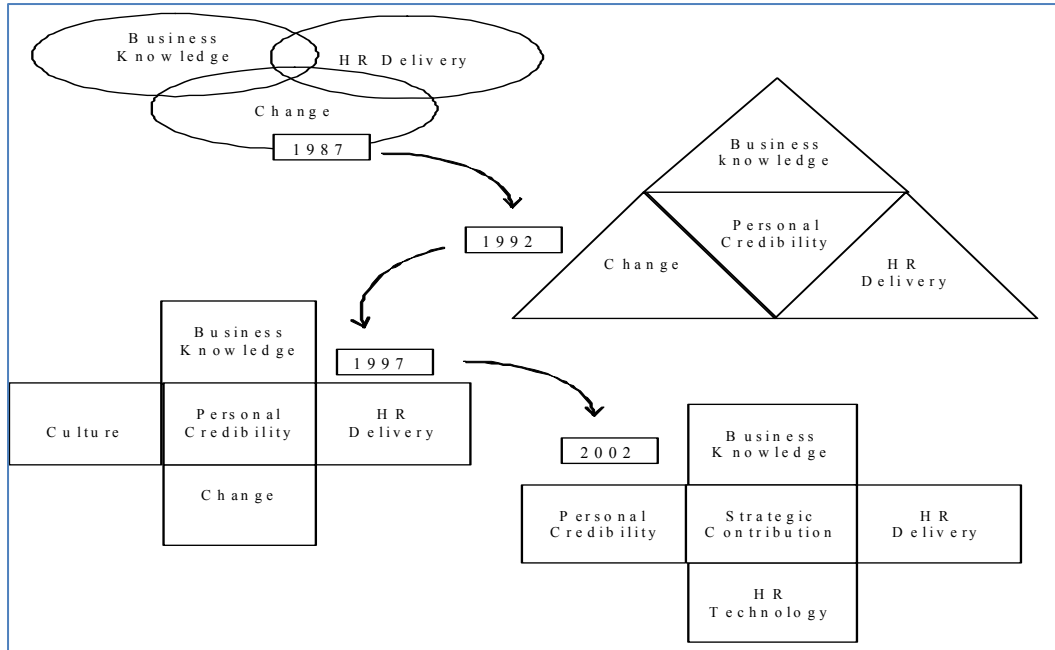 Business
Knowledge
HR Delivery
Change
1987
Business
knowledge
Personal
Credibility
Change
HR
Delivery
1992
Business
Knowledge
Culture
Personal
Credibility
HR
Delivery
Change
1997
2002
Business
Knowledge
Personal
Credibility
Strategic
Contribution
HR
Delivery
HR
Technology